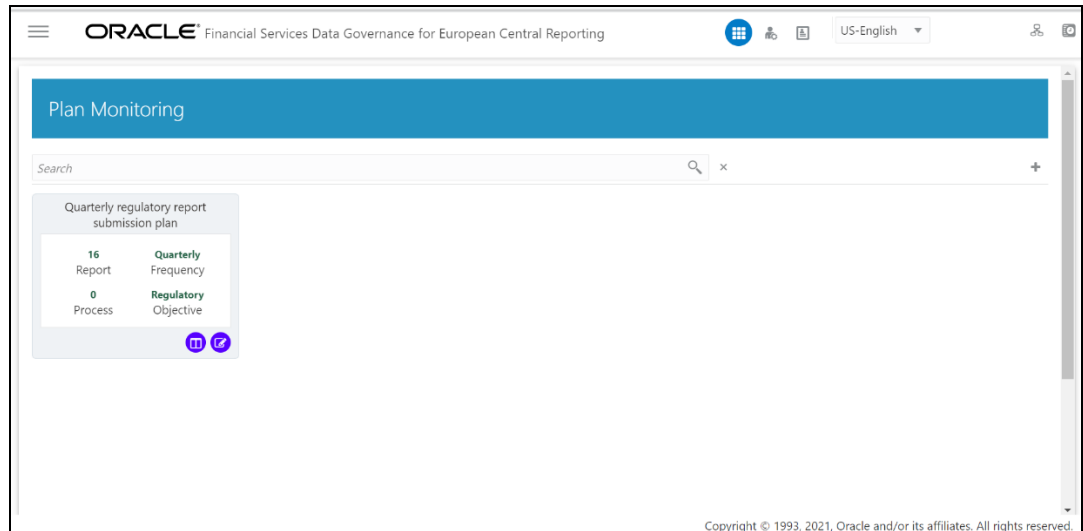 ORACLE® Financial Services Data Governance for European Central Reporting
US-English
Plan Monitoring
Search
Quarterly regulatory report
submission plan
16 Quarterly
Report Frequency
0 Regulatory
Process Objective
Copyright © 1993, 2021, Oracle and/or its affiliates. All rights reserved.